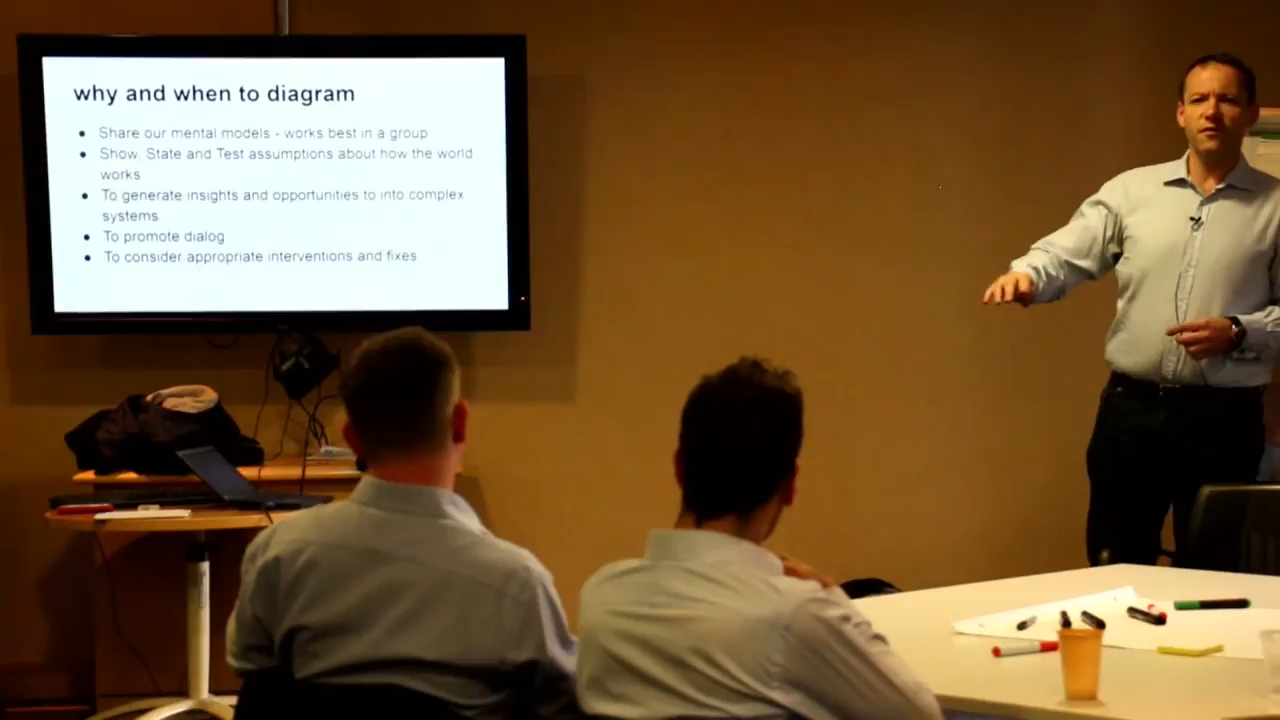 why and when to diagram
● Share our mental models - works best in a group
● Show, State and Test assumptions about how the world
works
● To generate insights and opportunities to into complex
systems
● To promote dialog
● To consider appropriate interventions and fixes